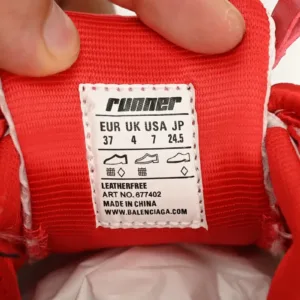 runner
EUR UK USA JP
37 4 7 24.5
LEATHERFREE
ART NO. 677402
MADE IN CHINA
www.BALENCIAGA.COM